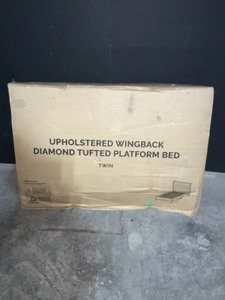 UPHOLSTERED WINGBACK
DIAMOND TUFTED PLATFORM BED
TWIN